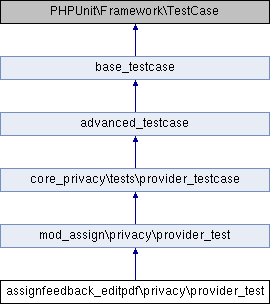 PHPUnit\Framework\TestCase
base_testcase
advanced_testcase
core_privacy\tests\provider_testcase
mod_assign\privacy\provider_test
assignfeedback_editpdf\privacy\provider_test